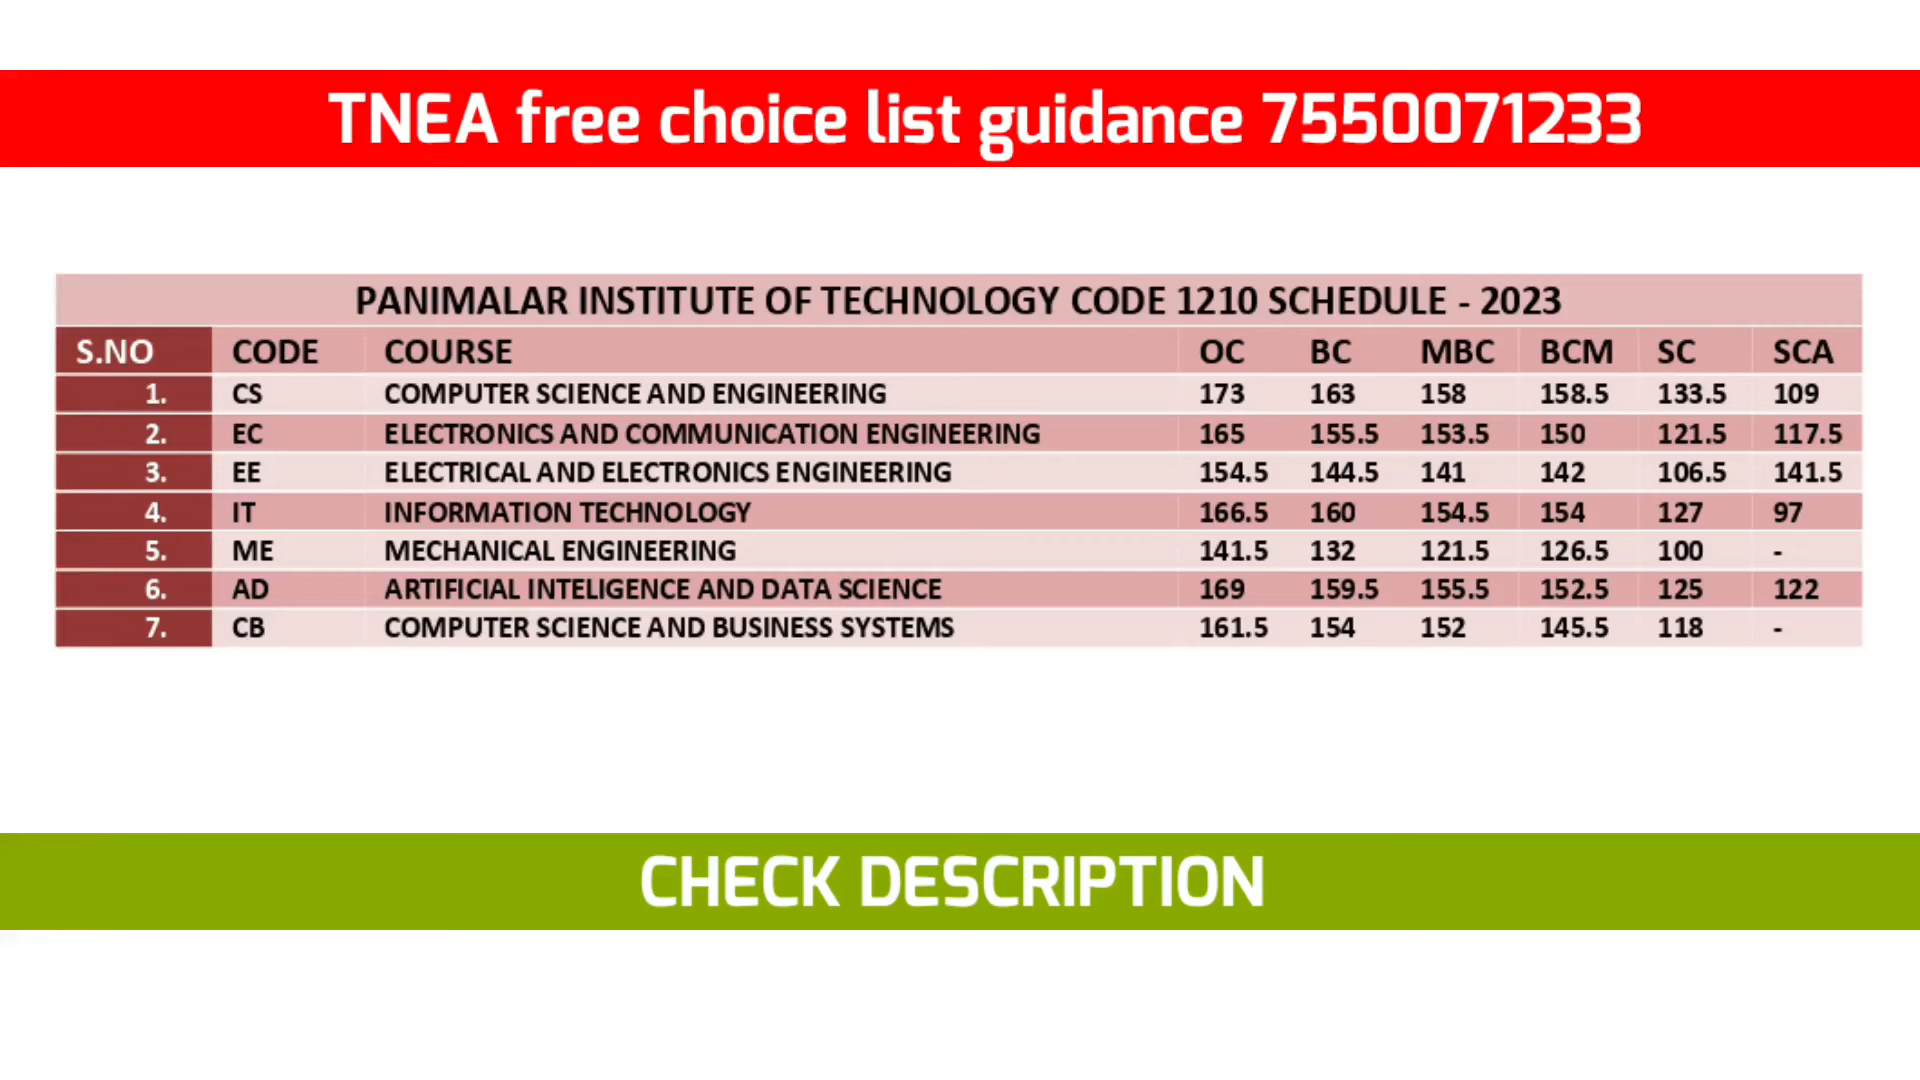 TNEA free choice list guidance 7550071233
PANIMALAR INSTITUTE OF TECHNOLOGY CODE 1210 SCHEDULE - 2023
S.NO CODE COURSE OC BC MBC BCM SC SCA
1. CS COMPUTER SCIENCE AND ENGINEERING 173 163 158 158.5 133.5 109
2. EC ELECTRONICS AND COMMUNICATION ENGINEERING 165 155.5 153.5 150 121.5 117.5
3. EE ELECTRICAL AND ELECTRONICS ENGINEERING 154.5 144.5 141 142 106.5 141.5
4. IT INFORMATION TECHNOLOGY 166.5 160 154.5 154 127 97
5. ME MECHANICAL ENGINEERING 141.5 132 121.5 126.5 100 -
6. AD ARTIFICIAL INTELIGENCE AND DATA SCIENCE 169 159.5 155.5 152.5 125 122
7. CB COMPUTER SCIENCE AND BUSINESS SYSTEMS 161.5 154 152 145.5 118 -
CHECK DESCRIPTION